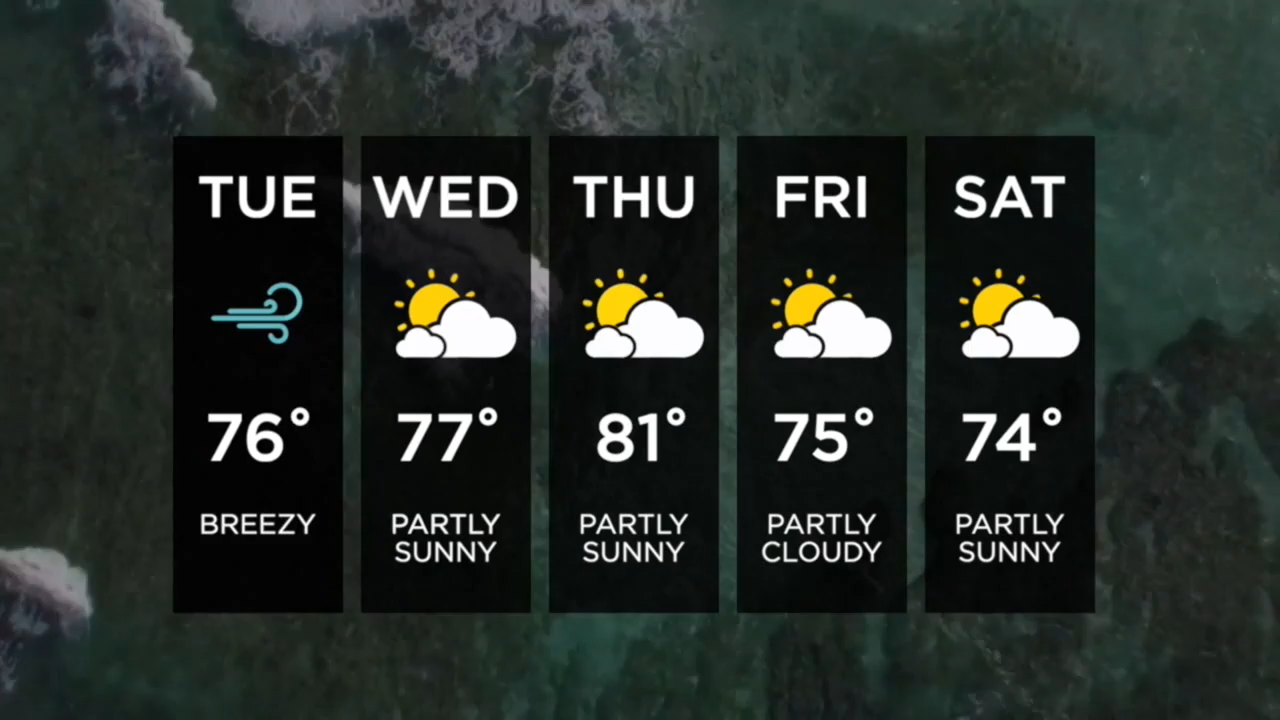 TUE
76°
BREEZY
WED
77°
PARTLY
SUNNY
THU
81°
PARTLY
SUNNY
FRI
75°
PARTLY
CLOUDY
SAT
74°
PARTLY
SUNNY